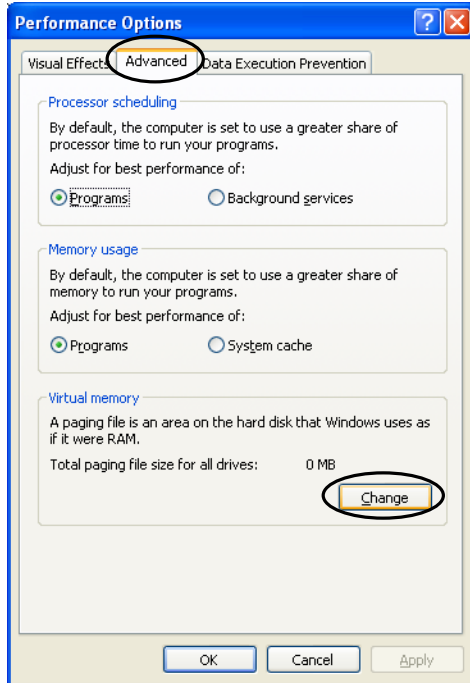 Performance Options
Visual Effects Advanced Data Execution Prevention
Processor scheduling
By default, the computer is set to use a greater share of
processor time to run your programs.
Adjust for best performance of:
Programs Background services
Memory usage
By default, the computer is set to use a greater share of
memory to run your programs.
Adjust for best performance of:
Programs System cache
Virtual memory
A paging file is an area on the hard disk that Windows uses as
if it were RAM.
Total paging file size for all drives: 0 MB
Change
OK Cancel Apply